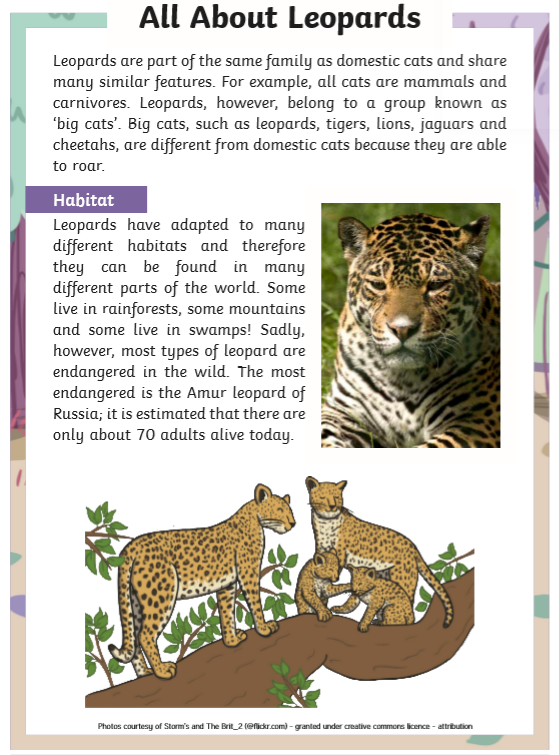 All About Leopards
Leopards are part of the same family as domestic cats and share
many similar features. For example, all cats are mammals and
carnivores. Leopards, however, belong to a group known as
‘big cats’. Big cats, such as leopards, tigers, lions, jaguars and
cheetahs, are different from domestic cats because they are able
to roar.
Habitat
Leopards have adapted to many
different habitats and therefore
they can be found in many
different parts of the world. Some
live in rainforests, some mountains
and some live in swamps! Sadly,
however, most types of leopard are
endangered in the wild. The most
endangered is the Amur leopard of
Russia; it is estimated that there are
only about 70 adults alive today.
Photos courtesy of Storm's and The Brit_2 (@flickr.com) – granted under creative commons licence – attribution